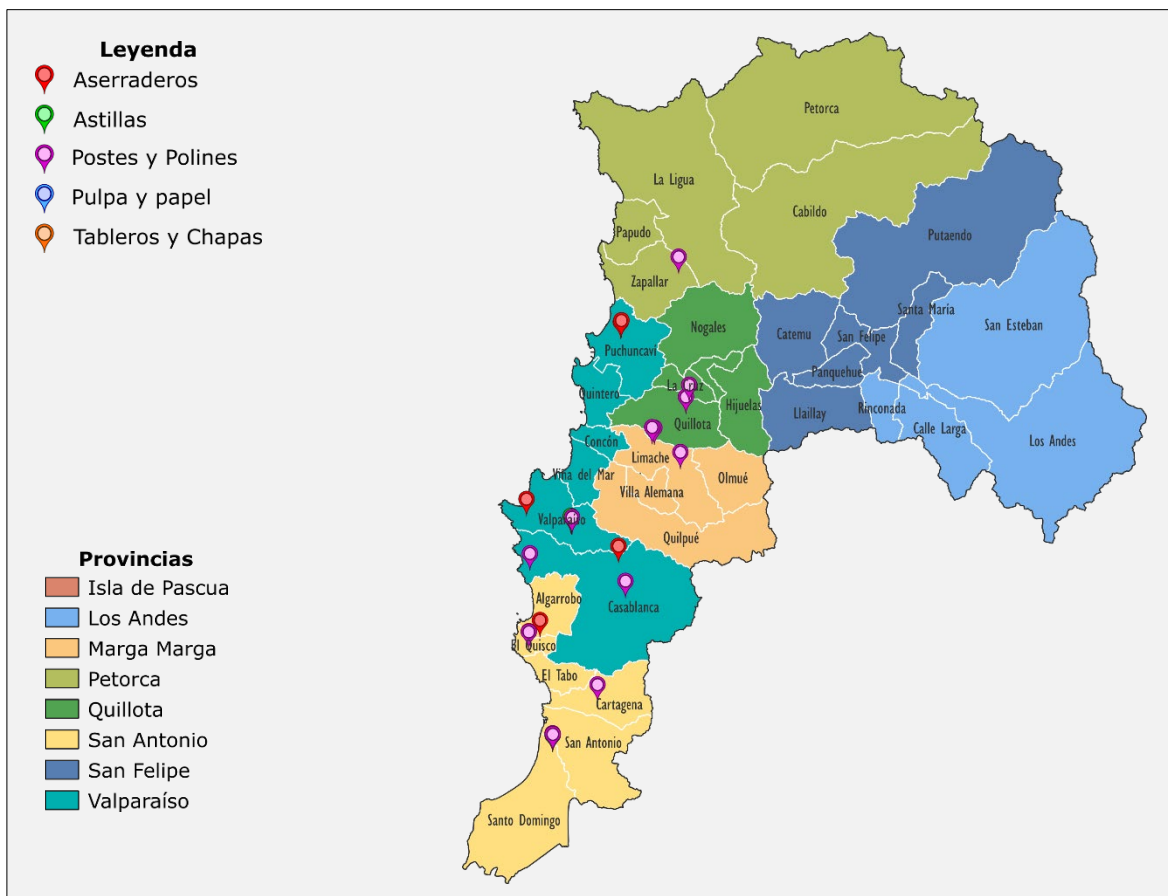 Leyenda
Aserraderos
Astillas
Postes y Polines
Pulpa y papel
Tableros y Chapas
Petorca
La Ligua
Cabildo
Papudo
Putaendo
Zapallar
Santa Maria
Nogales
San Esteban
Catemu
San Felipe
Puchuncaví
Panquehue
La Cruz
Quintero
Hijuelas
Llaillay
Rinconada
Quillota
Calle Larga
Los Andes
Concón
Limache
Viña del Mar
Olmué
Villa Alemana
Valparaíso
Quilpué
Algarrobo
Casablanca
El Quisco
El Tabo
Cartagena
San Antonio
Santo Domingo
Provincias
Isla de Pascua
Los Andes
Marga Marga
Petorca
Quillota
San Antonio
San Felipe
Valparaíso